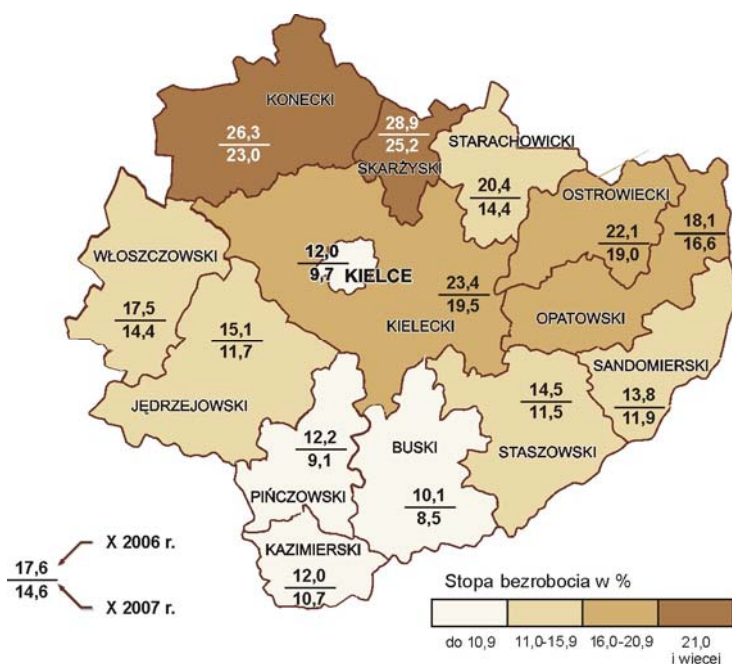 KONECKI
26,3
23,0
28,9
25,2
SKARŻYSKI
STARACHOWICKI
20,4
14,4
OSTROWIECKI
22,1
19,0
18,1
16,6
WŁOSZCZOWSKI
17,5
14,4
12,0
9,7
KIELCE
23,4
19,5
KIELECKI
OPATOWSKI
15,1
11,7
JĘDRZEJOWSKI
SANDOMIERSKI
13,8
11,9
14,5
11,5
STASZOWSKI
12,2
9,1
PIŃCZOWSKI
BUSKI
10,1
8,5
KAZIMIERSKI
12,0
10,7
17,6
14,6
X 2006 r.
X 2007 r.
Stopa bezrobocia w %
do 10,9
11,0-15,9
16,0-20,9
21,0
i więcej